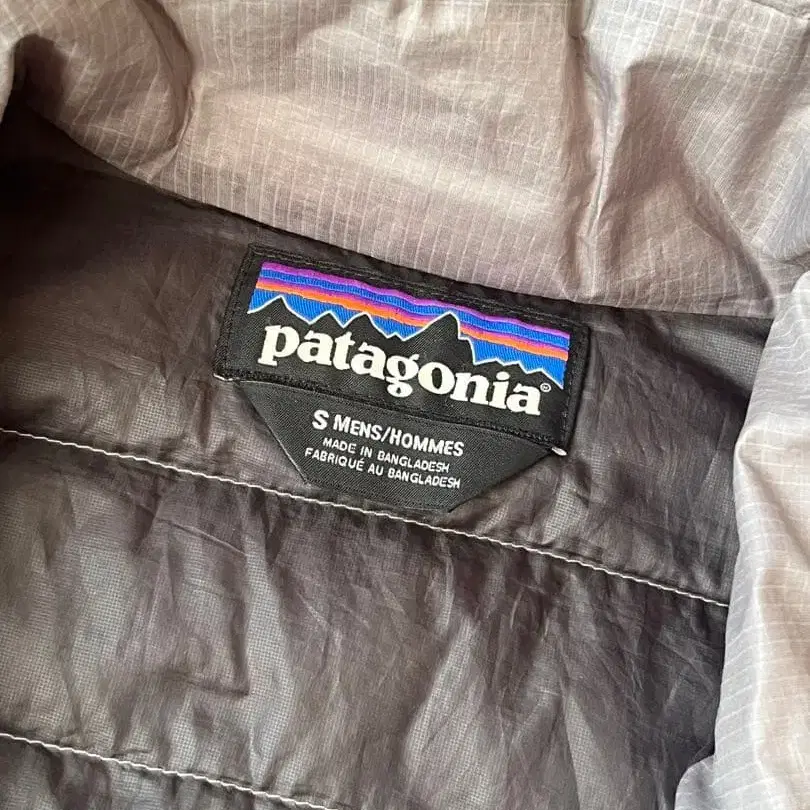 patagonia©
S MENS/HOMMES
MADE IN BANGLADESH
FABRIQUÉ AU BANGLADESH